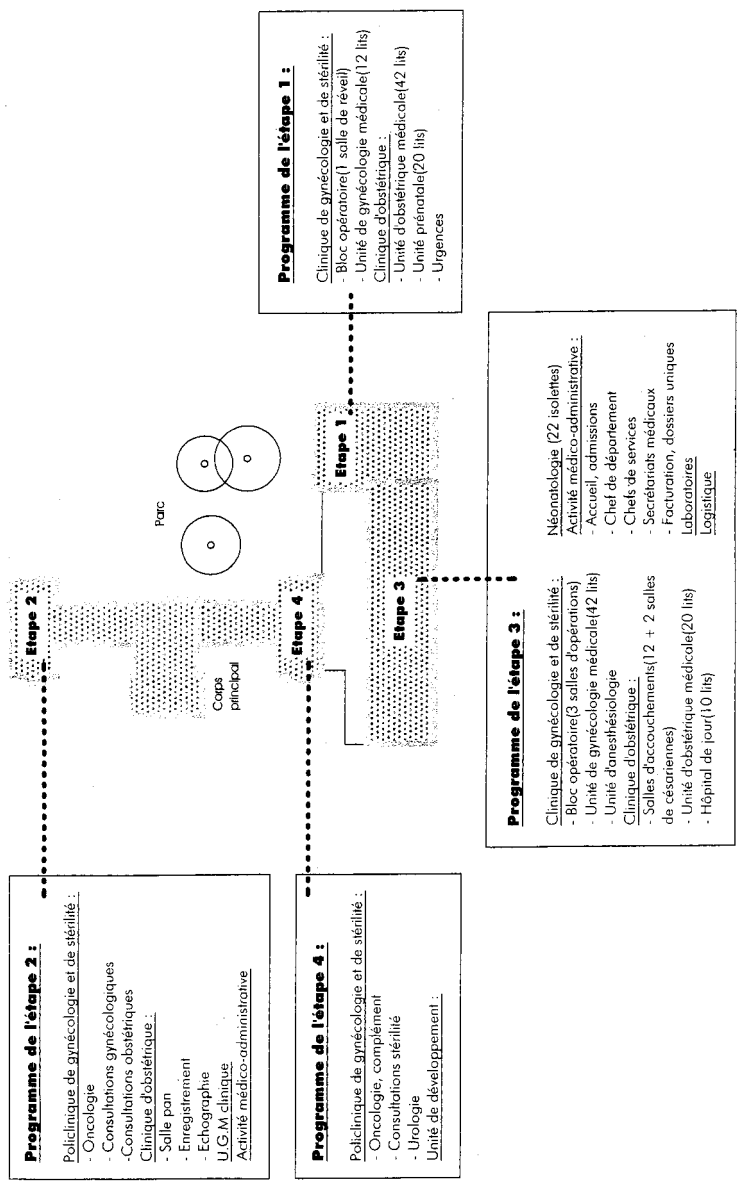 Programme de l'étape 2 :
Policlinique de gynécologie et de stérilité :
- Oncologie
- Consultations gynécologiques
-Consultations obstétriques
Clinique d'obstétrique :
- Salle pan
- Enregistrement
- Echographie
U.G.M clinique
Activité médico-administrative
Programme de l'étape 4 :
Policlinique de gynécologie et de stérilité :
- Oncologie, complément
- Consultations stérilité
- Urologie
Unité de développement :
Etape 2
Corps
principal
Parc
Etape 4
Etape 1
Etape 3
Programme de l'étape 1 :
Clinique de gynécologie et de stérilité :
- Bloc opératoire(1 salle de réveil)
- Unité de gynécologie médicale(12 lits)
Clinique d'obstétrique :
- Unité d'obstétrique médicale(42 lits)
- Unité prénatale(20 lits)
- Urgences
Programme de l'étape 3 :
Clinique de gynécologie et de stérilité :
- Bloc opératoire(3 salles d'opérations)
- Unité de gynécologie médicale(42 lits)
- Unité d'anesthésiologie
Clinique d'obstétrique :
- Salles d'accouchements(12 + 2 salles
de césariennes)
- Unité d'obstétrique médicale(20 lits)
- Hôpital de jour(10 lits)
Néonatologie (22 isolettes)
Activité médico-administrative :
- Accueil, admissions
- Chef de département
- Chefs de services
- Secrétariats médicaux
- Facturation, dossiers uniques
Laboratoires
Logistique